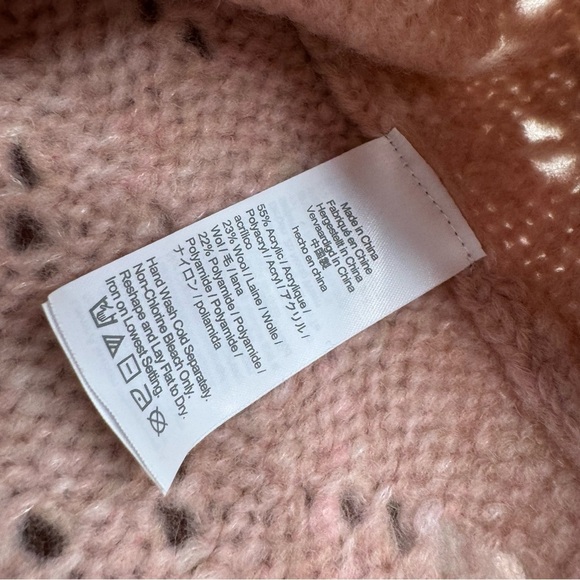 Made in China
Fabriqué en Chine
Hergestellt in China
Vervaardigd in China
中国製
hecho en china
55% Acrylic / Acrylique /
Polyacryl / Acryl / アクリル /
acrílico
23% Wool / Laine / Wolle /
Wol / 毛 / lana
22% Polyamide / Polyamide /
Polyamide / Polyamide /
ナイロン / poliamida
Hand Wash Cold Separately.
Non-Chlorine Bleach Only.
Reshape and Lay Flat to Dry.
Iron on Lowest Setting.